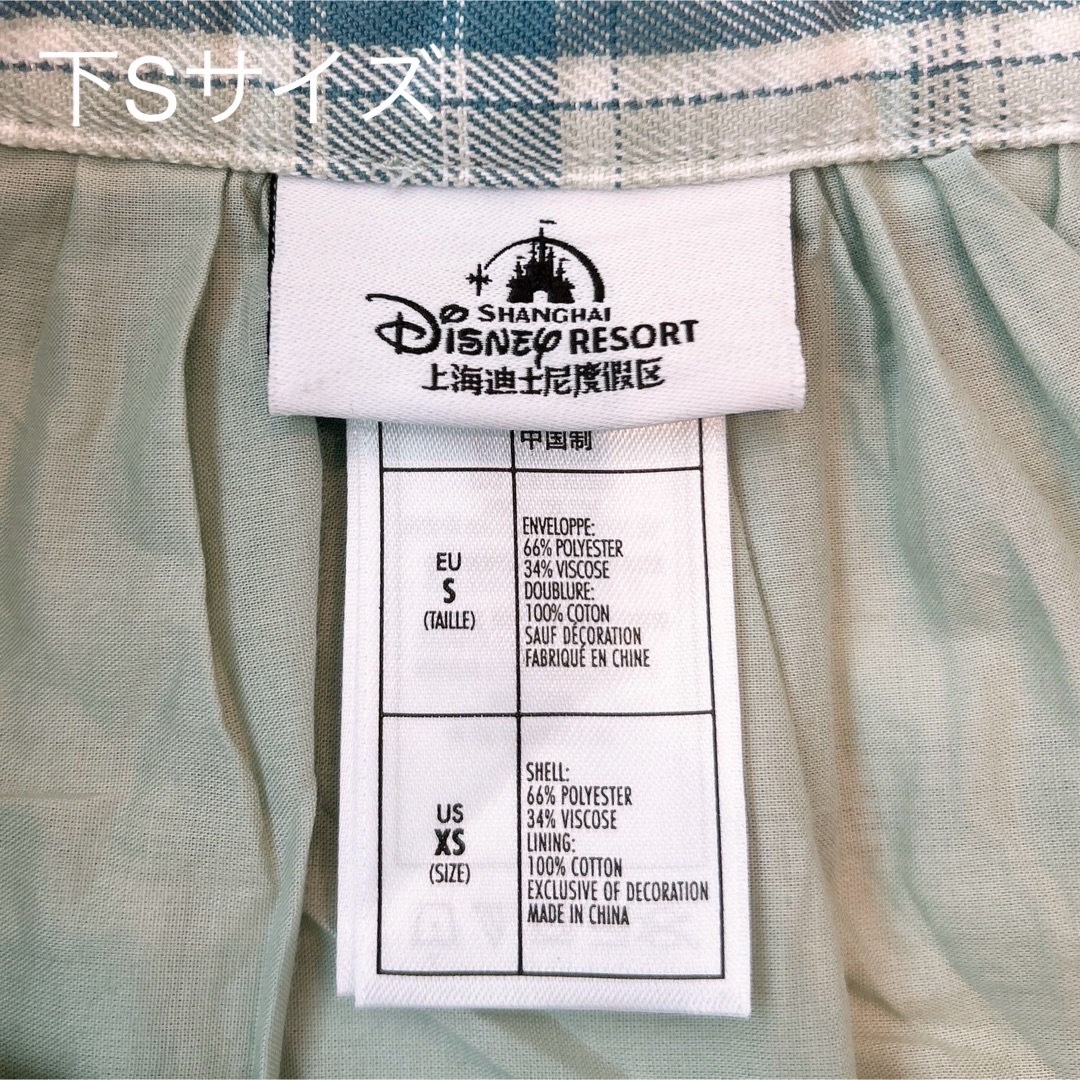 下Sサイズ
SHANGHAI
DISNEY RESORT
上海迪士尼度假区
中国制
EU
S
(TAILLE)
ENVELOPPE:
66% POLYESTER
34% VISCOSE
DOUBLURE:
100% COTON
SAUF DÉCORATION
FABRIQUÉ EN CHINE
US
XS
(SIZE)
SHELL:
66% POLYESTER
34% VISCOSE
LINING:
100% COTTON
EXCLUSIVE OF DECORATION
MADE IN CHINA